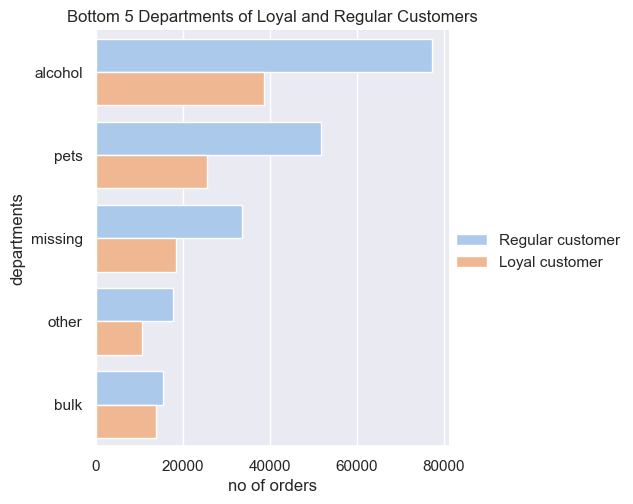 Bottom 5 Departments of Loyal and Regular Customers
departments
alcohol
pets
missing
other
bulk
0 20000 40000 60000 80000
no of orders
Regular customer
Loyal customer